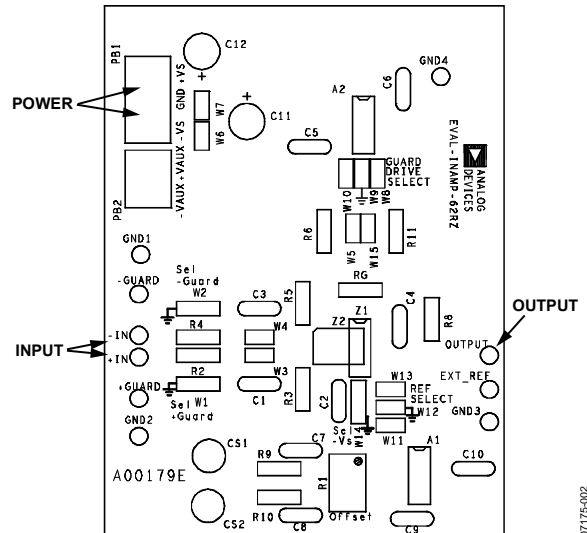 C12
PB1
GND +VS
-VS
POWER
W7
W6
C11
-VAUX+VAUX
PB2
A2
C6
GND4
C5
GUARD
DRIVE
SELECT
W10
W9
W8
EVAL-INAMP-62RZ
ANALOG
DEVICES
R6
W5
W15
R11
GND1
-GUARD
Sel
-Guard
W2
C3
R5
RG
Z1
Z2
C4
R8
OUTPUT
OUTPUT
INPUT
-IN
+IN
R4
W4
R2
W3
C1
R3
C2
W13
REF
SELECT
W12
W11
EXT_REF
GND3
+GUARD
Sel
+Guard
W1
GND2
W14
Sel
-Vs
CS1
A00179E
CS2
R9
R10
C7
C8
R1
Offset
A1
C9
C10
07175-002